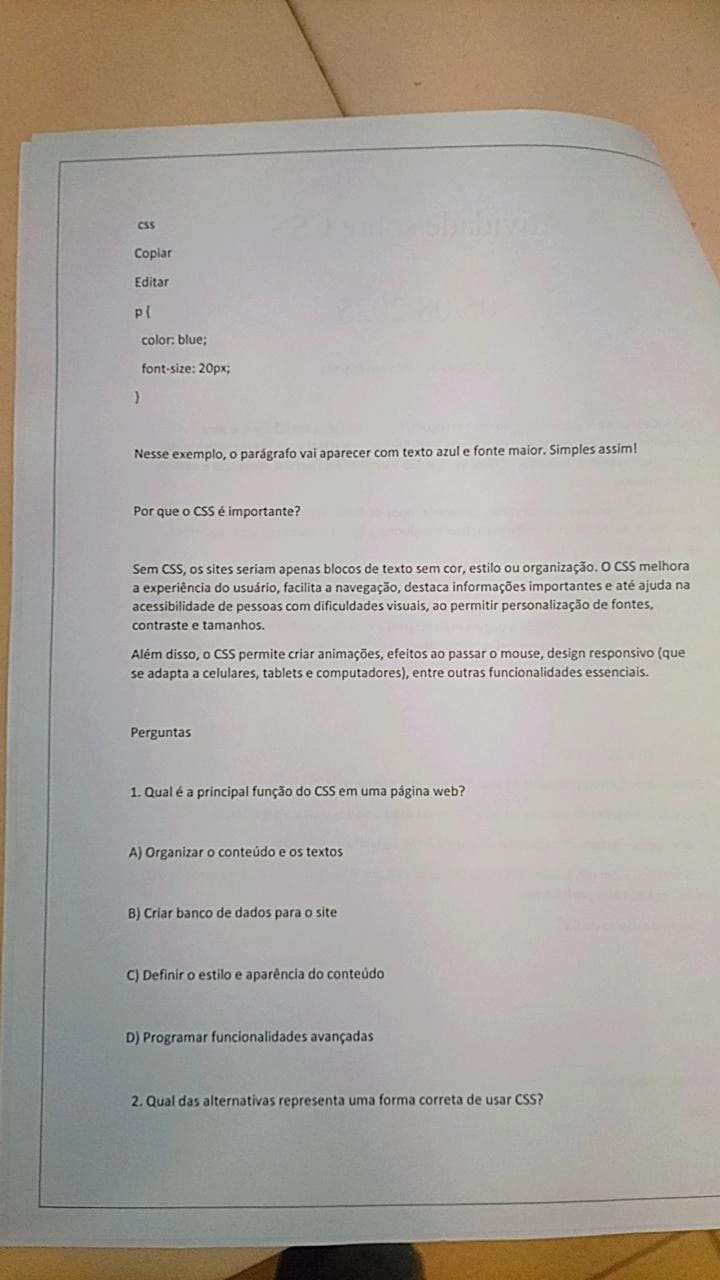 css
Copiar
Editar
p {
color: blue;
font-size: 20px;
}
Nesse exemplo, o parágrafo vai aparecer com texto azul e fonte maior. Simples assim!
Por que o CSS é importante?
Sem CSS, os sites seriam apenas blocos de texto sem cor, estilo ou organização. O CSS melhora
a experiência do usuário, facilita a navegação, destaca informações importantes e até ajuda na
acessibilidade de pessoas com dificuldades visuais, ao permitir personalização de fontes,
contraste e tamanhos.
Além disso, o CSS permite criar animações, efeitos ao passar o mouse, design responsivo (que
se adapta a celulares, tablets e computadores), entre outras funcionalidades essenciais.
Perguntas
1. Qual é a principal função do CSS em uma página web?
A) Organizar o conteúdo e os textos
B) Criar banco de dados para o site
C) Definir o estilo e aparência do conteúdo
D) Programar funcionalidades avançadas
2. Qual das alternativas representa uma forma correta de usar CSS?